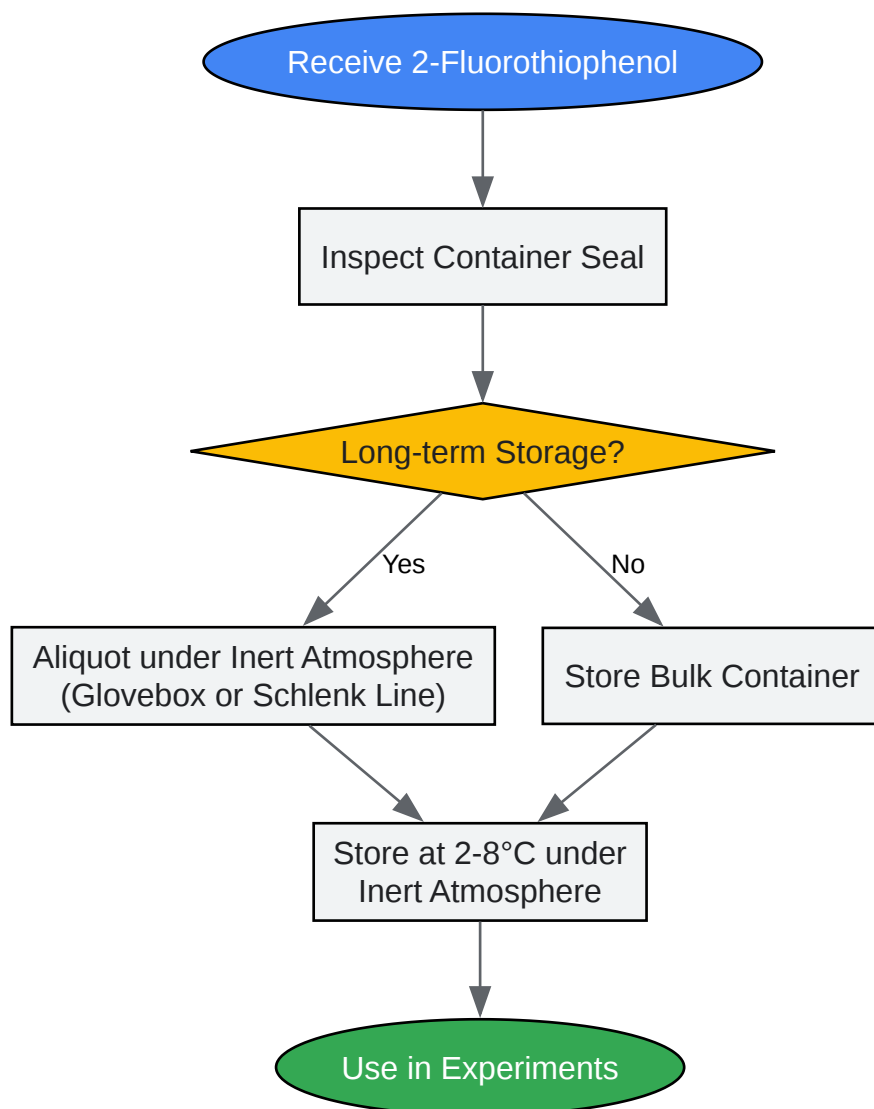 Receive 2-Fluorothiophenol
Inspect Container Seal
Long-term Storage?
Yes
No
Aliquot under Inert Atmosphere
(Glovebox or Schlenk Line)
Store Bulk Container
Store at 2-8°C under
Inert Atmosphere
Use in Experiments